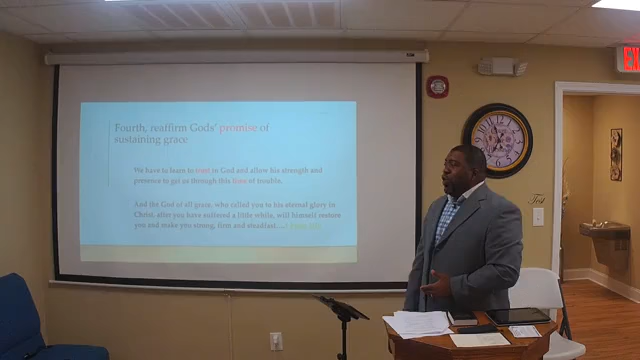 Fourth, reaffirm Gods' promise of
sustaining grace
We have to learn to trust in God and allow his strength and
presence to get us through this time of trouble.
And the God of all grace, who called you to his eternal glory in
Christ, after you have suffered a little while, will himself restore
you and make you strong, firm and steadfast....
EX